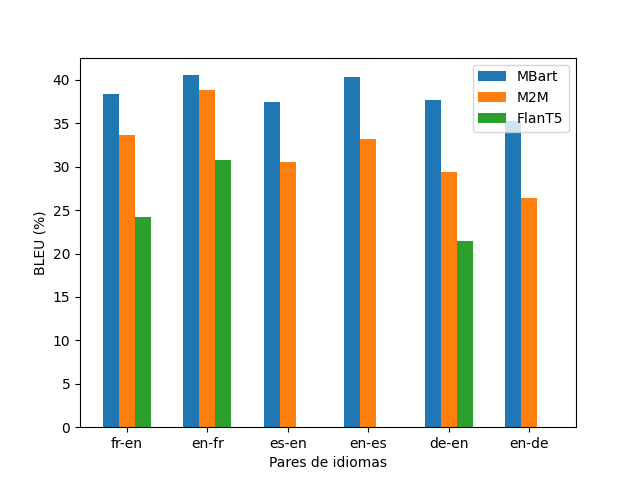 MBart
M2M
FlanT5
BLEU (%)
40
35
30
25
20
15
10
5
0
fr-en en-fr es-en en-es de-en en-de
Pares de idiomas